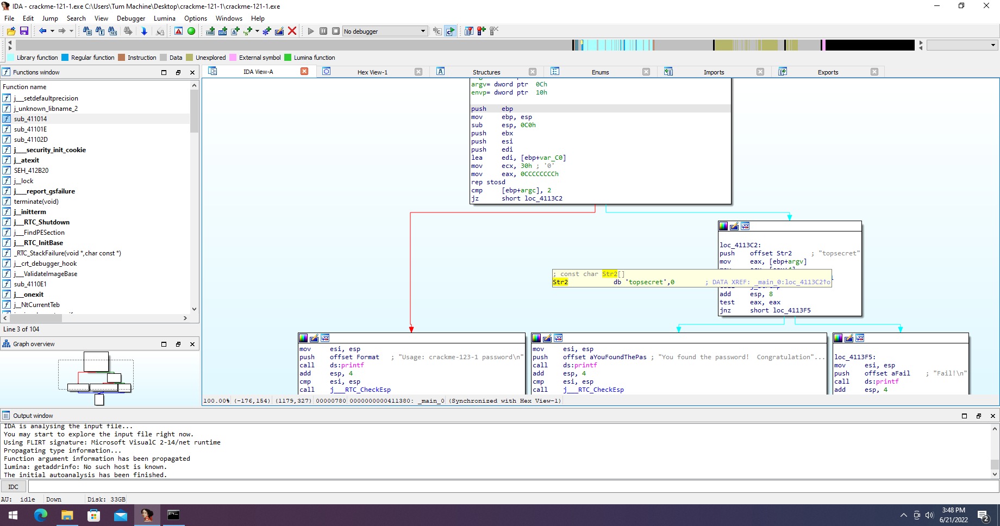 IDA - crackme-121-1.exe C:\Users\Tum Machine\Desktop\crackme-121-1\crackme-121-1.exe
File Edit Jump Search View Debugger Lumina Options Windows Help
No debugger
Library function Regular function Instruction Data Unexplored External symbol Lumina function
Functions window
Function name
j___setdefaultprecision
j_unknown_libname_2
sub_411014
sub_41101E
sub_41102D
j___security_init_cookie
j__atexit
SEH_412B20
j__lock
j___report_gsfailure
terminate(void)
j__initterm
j___RTC_Shutdown
j__FindPESection
j___RTC_InitBase
_RTC_StackFailure(void *,char const *)
j__crt_debugger_hook
j__ValidateImageBase
sub_4110E1
j__onexit
j__NtCurrentTeb
Line 3 of 104
Graph overview
IDA View-A Hex View-1 Structures Enums Imports Exports
argv= dword ptr 0Ch
envp= dword ptr 10h
push ebp
mov ebp, esp
sub esp, 0C0h
push ebx
push esi
push edi
lea edi, [ebp+var_C0]
mov ecx, 30h ; '0'
mov eax, 0CCCCCCCCh
rep stosd
cmp [ebp+argc], 2
jz short loc_4113C2
loc_4113C2:
push offset Str2 ; "topsecret"
mov eax, [ebp+argv]
; const char Str2[]
Str2 db 'topsecret',0 ; DATA XREF: _main_0:loc_4113C2↑o
add esp, 8
test eax, eax
jnz short loc_4113F5
mov esi, esp
push offset Format ; "Usage: crackme-123-1 password\n"
call ds:printf
add esp, 4
cmp esi, esp
call j___RTC_CheckEsp
mov esi, esp
push offset aYouFoundThePas ; "You found the password! Congratulation"...
call ds:printf
add esp, 4
cmp esi, esp
call j___RTC_CheckEsp
loc_4113F5:
mov esi, esp
push offset aFail ; "Fail!\n"
call ds:printf
add esp, 4
100.00% (-176,154) (1179,327) 00000780 0000000000411380: _main_0 (Synchronized with Hex View-1)
Output window
IDA is analysing the input file...
You may start to explore the input file right now.
Using FLIRT signature: Microsoft VisualC 2-14/net runtime
Propagating type information...
Function argument information has been propagated
lumina: getaddrinfo: No such host is known.
The initial autoanalysis has been finished.
IDC
AU: idle Down Disk: 33GB
3:48 PM
6/21/2022
2